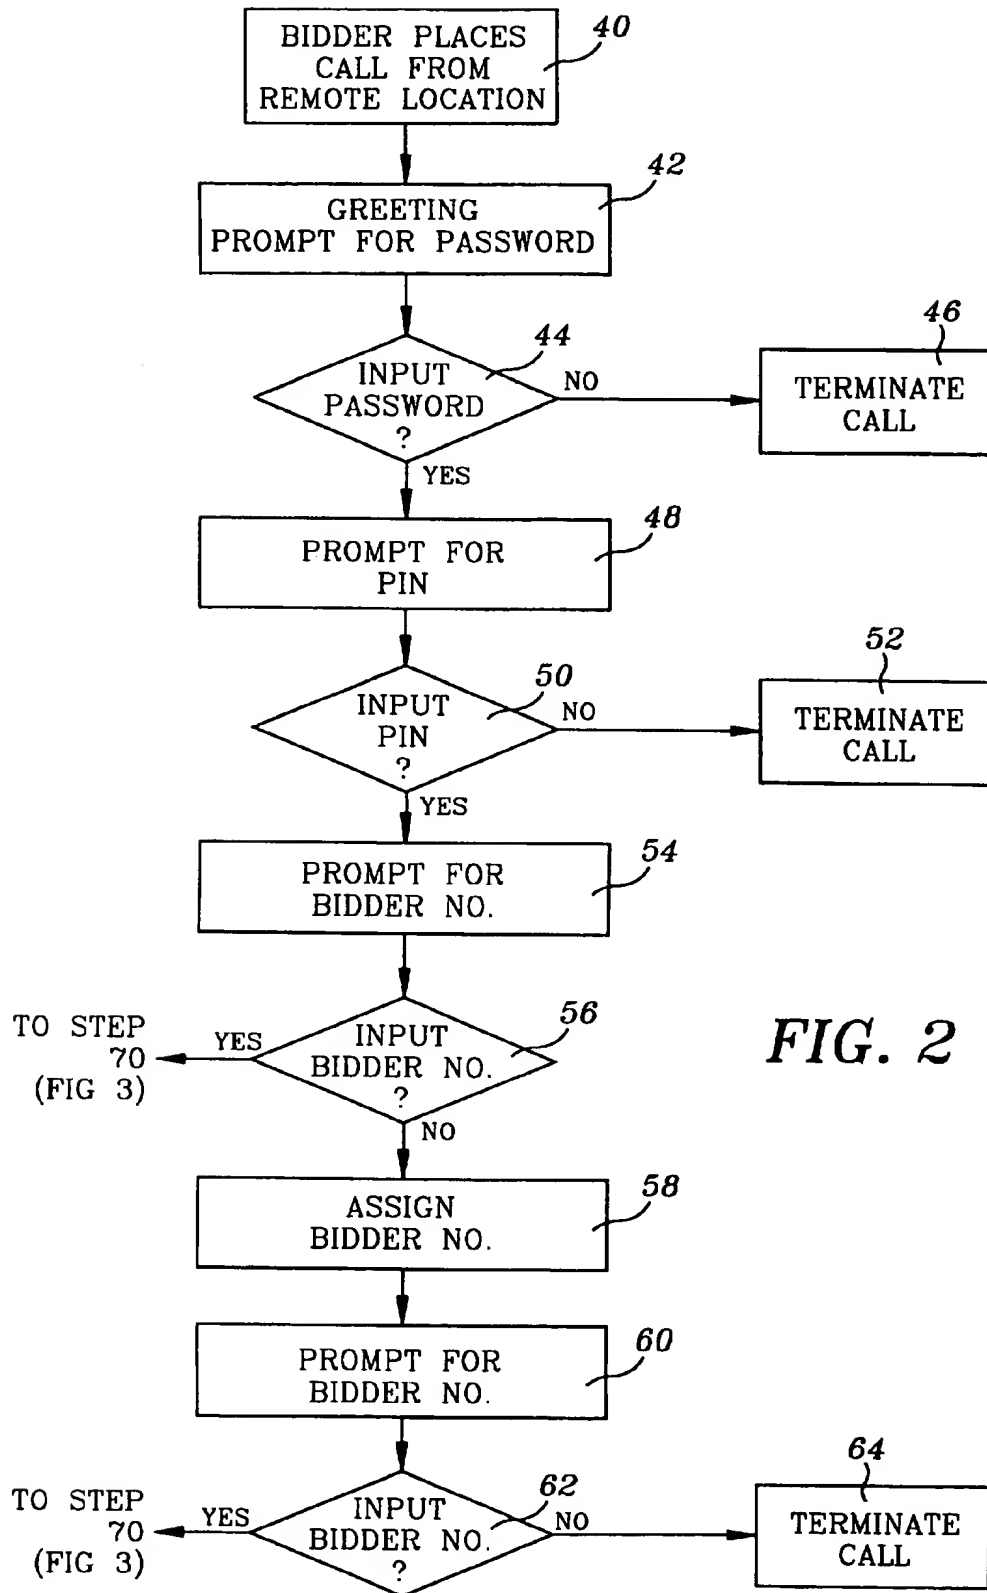 BIDDER PLACES
CALL FROM
REMOTE LOCATION
40
GREETING
PROMPT FOR PASSWORD
42
INPUT
PASSWORD
?
44
NO
YES
TERMINATE
CALL
46
PROMPT FOR
PIN
48
INPUT
PIN
?
50
NO
YES
TERMINATE
CALL
52
PROMPT FOR
BIDDER NO.
54
INPUT
BIDDER NO.
?
56
YES
TO STEP
70
(FIG 3)
NO
FIG. 2
ASSIGN
BIDDER NO.
58
PROMPT FOR
BIDDER NO.
60
INPUT
BIDDER NO.
?
62
YES
TO STEP
70
(FIG 3)
NO
TERMINATE
CALL
64